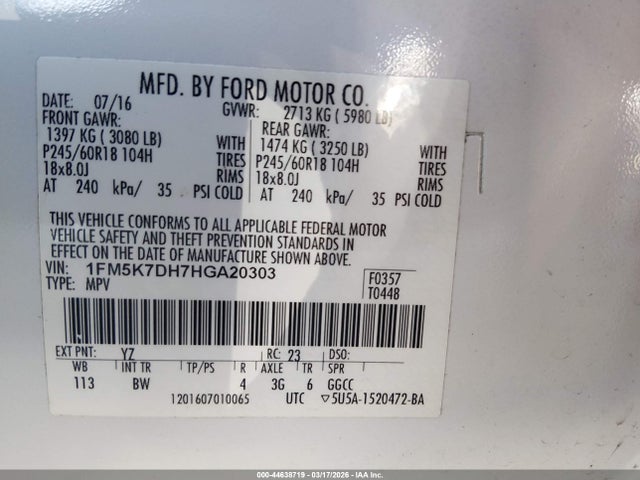 MFD. BY FORD MOTOR CO.
DATE: 07/16 GVWR: 2713 KG ( 5980 LB)
FRONT GAWR: REAR GAWR:
1397 KG ( 3080 LB) WITH 1474 KG ( 3250 LB) WITH
P245/60R18 104H TIRES P245/60R18 104H TIRES
18x8.0J RIMS 18x8.0J RIMS
AT 240 kPa/ 35 PSI COLD AT 240 kPa/ 35 PSI COLD
THIS VEHICLE CONFORMS TO ALL APPLICABLE FEDERAL MOTOR
VEHICLE SAFETY AND THEFT PREVENTION STANDARDS IN
EFFECT ON THE DATE OF MANUFACTURE SHOWN ABOVE.
VIN: 1FM5K7DH7HGA20303 F0357
TYPE: MPV T0448
EXT PNT: YZ RC: 23 DSO:
WB INT TR TP/PS R AXLE TR SPR
113 BW 4 3G 6 GGCC
1201607010065 UTC ▽5U5A-1520472-BA
000-44638719 - 03/17/2026 - IAAI.com